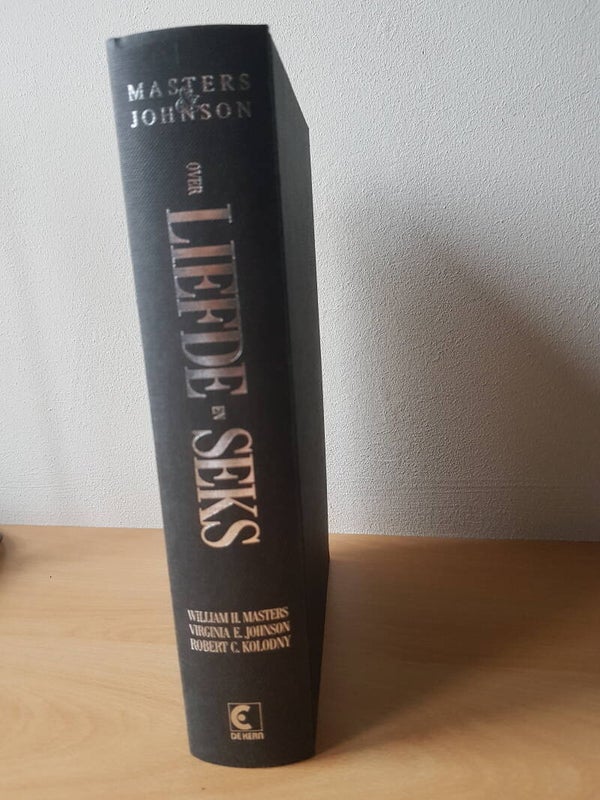 MASTERS
&
JOHNSON
OVER
LIEFDE EN SEKS
WILLIAM H. MASTERS
VIRGINIA E. JOHNSON
ROBERT C. KOLODNY
DE KERN